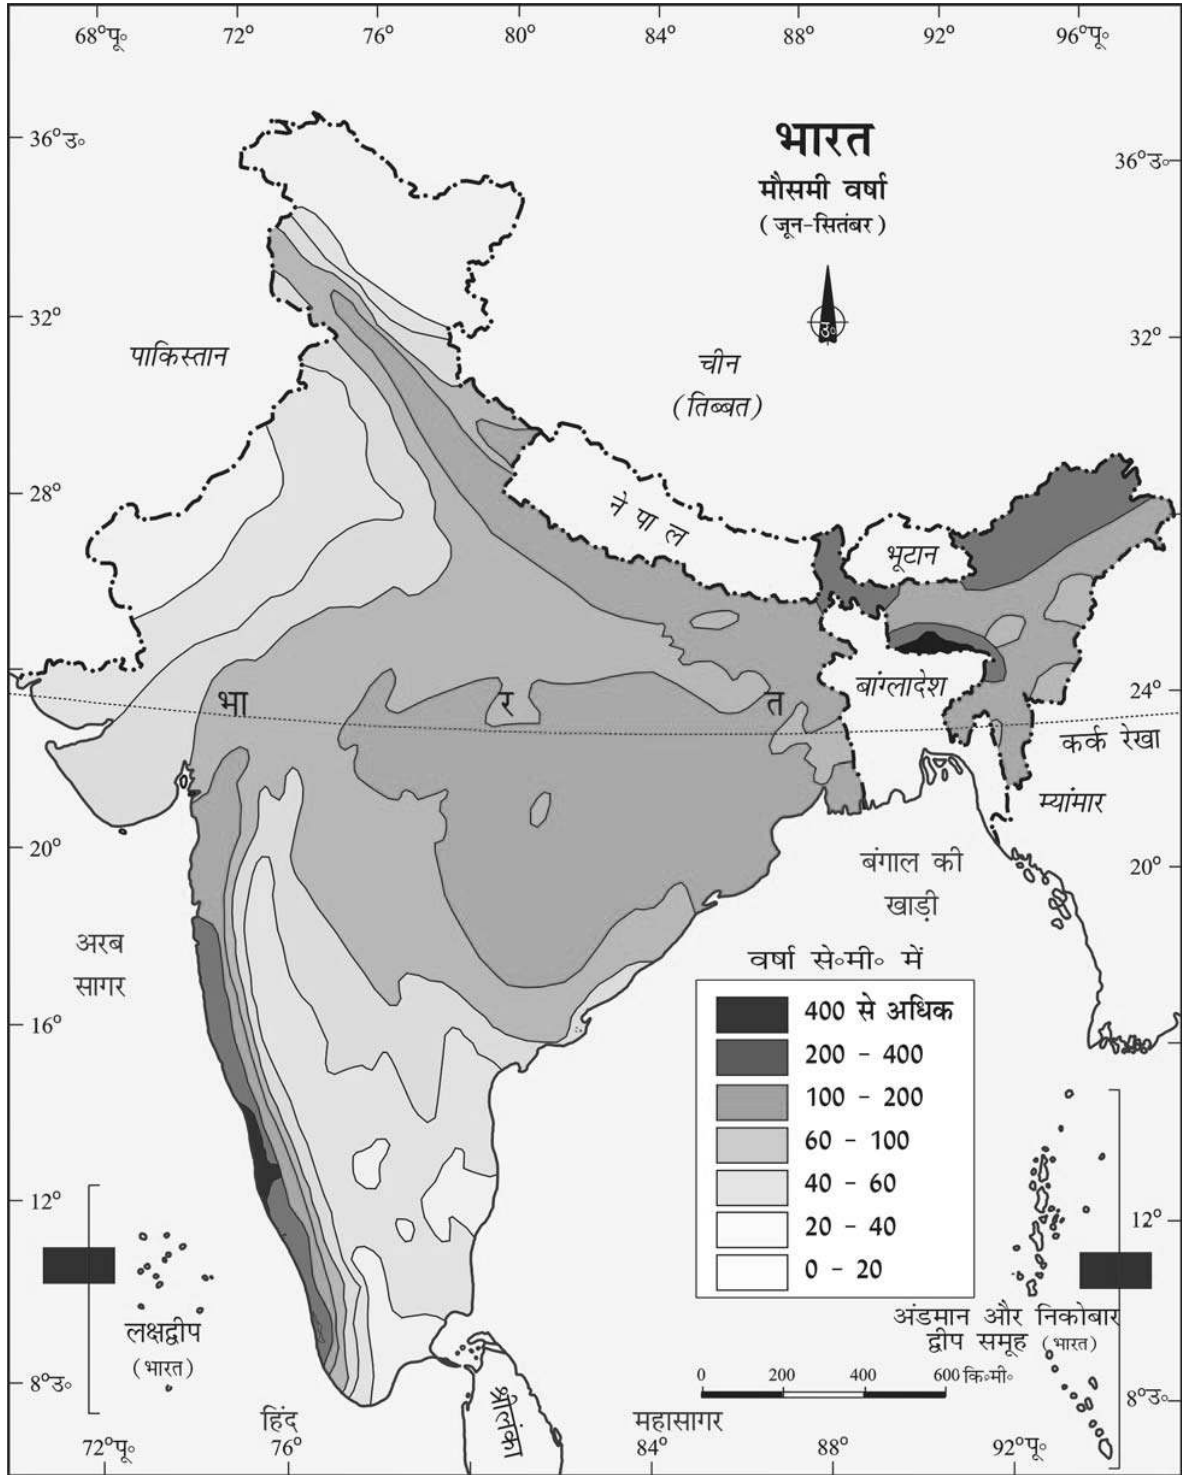 68°पू॰ 72° 76° 80° 84° 88° 92° 96°पू॰
36°उ॰
भारत
36°उ॰
मौसमी वर्षा
(जून-सितंबर)
32°
उ॰
32°
पाकिस्तान
चीन
(तिब्बत)
28°
नेपाल
भूटान
भा र त
बांग्लादेश
24°
कर्क रेखा
म्यांमार
20°
बंगाल की
खाड़ी
20°
अरब
सागर
वर्षा से॰मी॰ में
400 से अधिक
200 - 400
100 - 200
60 - 100
40 - 60
20 - 40
0 - 20
16°
12°
12°
लक्षद्वीप
(भारत)
अंडमान और निकोबार
द्वीप समूह (भारत)
0 200 400 600 कि॰मी॰
8°उ॰
8°उ॰
श्रीलंका
हिंद
महासागर
72°पू॰ 76° 84° 88° 92°पू॰